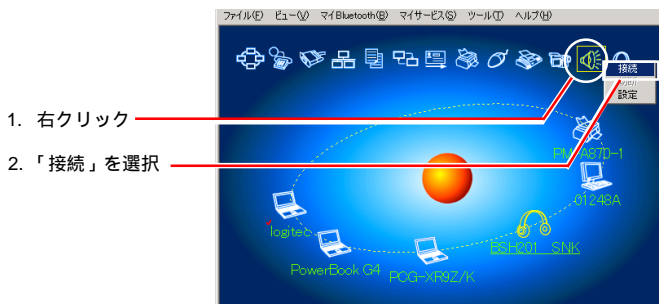 ファイル(F) ビュー(V) マイBluetooth(B) マイサービス(S) ツール(T) ヘルプ(H)
接続
設定
1. 右クリック
2.「接続」を選択
PM-A870-1
01248A
logitec
BSH201 SNK
PowerBook G4
PCG-XR9Z/K